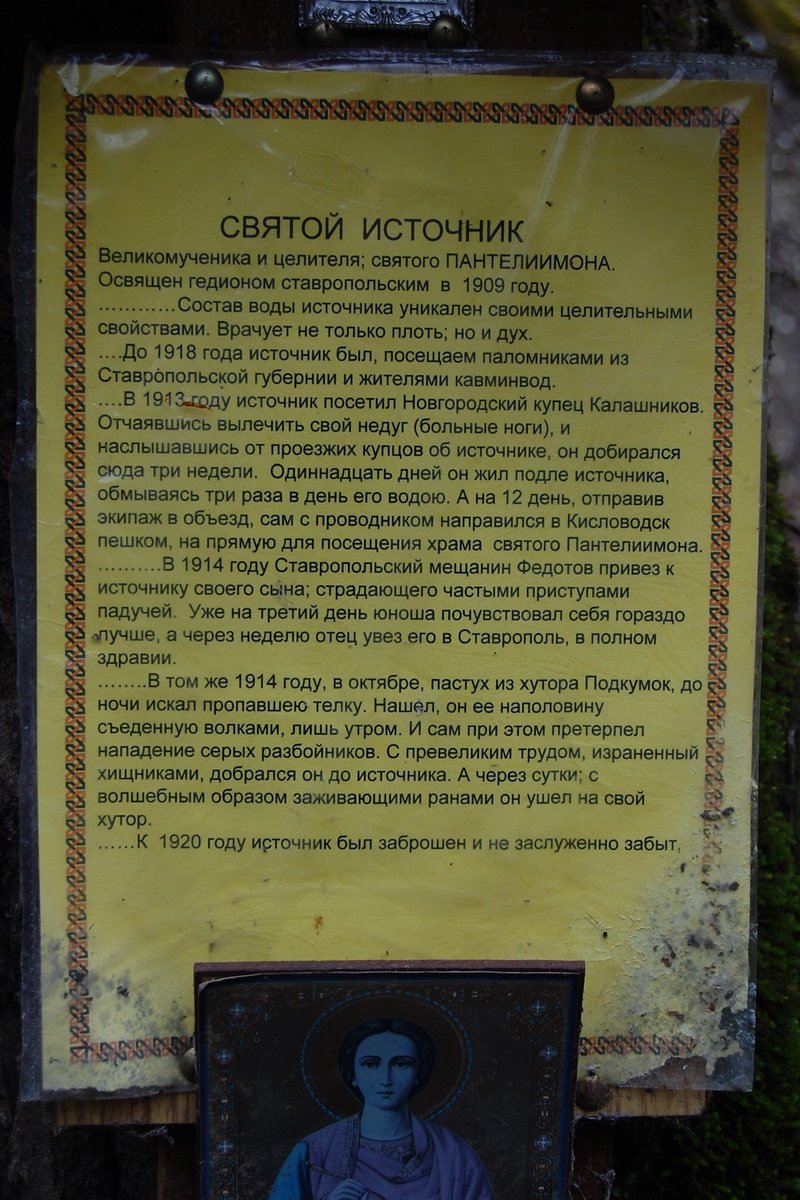 СВЯТОЙ ИСТОЧНИК
Великомученика и целителя; святого ПАНТЕЛИИМОНА.
Освящен гедионом ставропольским в 1909 году.
............Состав воды источника уникален своими целительными
свойствами. Врачует не только плоть; но и дух.
....До 1918 года источник был, посещаем паломниками из
Ставропольской губернии и жителями кавминвод.
....В 1913 году источник посетил Новгородский купец Калашников.
Отчаявшись вылечить свой недуг (больные ноги), и
наслышавшись от проезжих купцов об источнике, он добирался
сюда три недели. Одиннадцать дней он жил подле источника,
обмываясь три раза в день его водою. А на 12 день, отправив
экипаж в объезд, сам с проводником направился в Кисловодск
пешком, на прямую для посещения храма святого Пантелиимона.
..........В 1914 году Ставропольский мещанин Федотов привез к
источнику своего сына; страдающего частыми приступами
падучей. Уже на третий день юноша почувствовал себя гораздо
лучше, а через неделю отец увез его в Ставрополь, в полном
здравии.
........В том же 1914 году, в октябре, пастух из хутора Подкумок, до
ночи искал пропавшею телку. Нашел, он ее наполовину
съеденную волками, лишь утром. И сам при этом претерпел
нападение серых разбойников. С превеликим трудом, израненный
хищниками, добрался он до источника. А через сутки; с
волшебным образом заживающими ранами он ушел на свой
хутор.
......К 1920 году источник был заброшен и не заслуженно забыт.